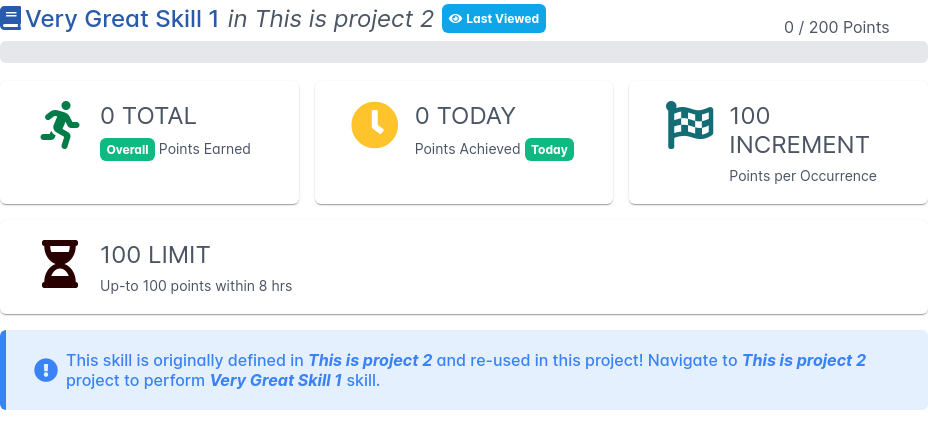 Very Great Skill 1 in This is project 2 Last Viewed
0 / 200 Points
0 TOTAL
Overall Points Earned
0 TODAY
Points Achieved Today
100
INCREMENT
Points per Occurrence
100 LIMIT
Up-to 100 points within 8 hrs
This skill is originally defined in This is project 2 and re-used in this project! Navigate to This is project 2
project to perform Very Great Skill 1 skill.